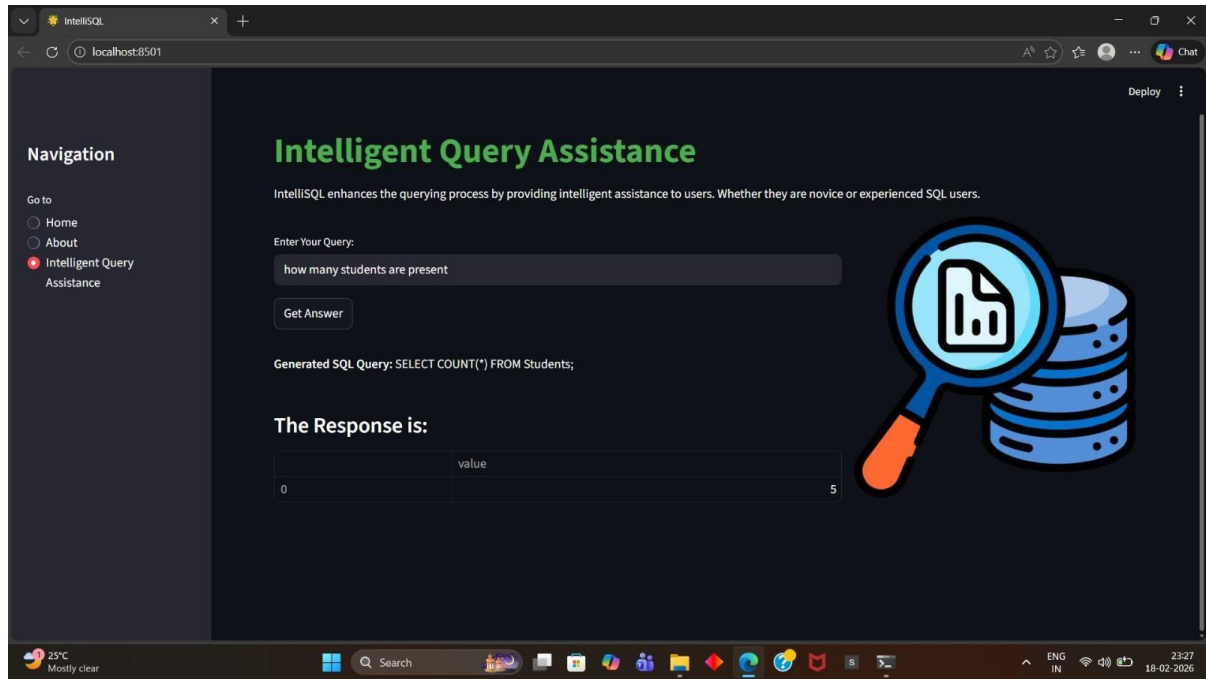 IntelliSQL
localhost:8501
Chat
Deploy
Navigation
Go to
Home
About
Intelligent Query
Assistance
Intelligent Query Assistance
IntelliSQL enhances the querying process by providing intelligent assistance to users. Whether they are novice or experienced SQL users.
Enter Your Query:
how many students are present
Get Answer
Generated SQL Query: SELECT COUNT(*) FROM Students;
The Response is:
value
0 5
1
25°C
Mostly clear
Search
S
ENG
IN
23:27
18-02-2026